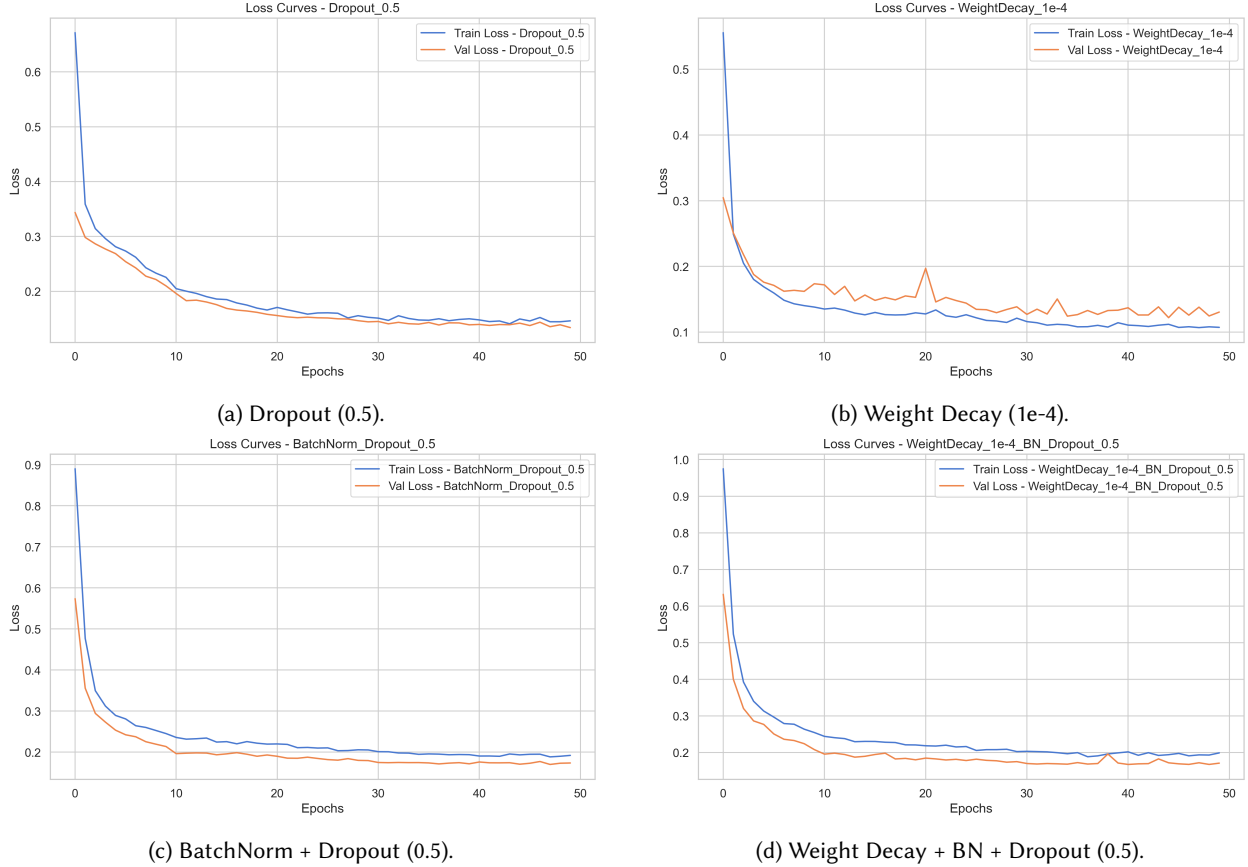 Loss Curves - Dropout_0.5
Train Loss - Dropout_0.5
Val Loss - Dropout_0.5
0.6
0.5
0.4
0.3
0.2
Loss
0 10 20 30 40 50
Epochs
(a) Dropout (0.5).
Loss Curves - WeightDecay_1e-4
Train Loss - WeightDecay_1e-4
Val Loss - WeightDecay_1e-4
0.5
0.4
0.3
0.2
0.1
Loss
0 10 20 30 40 50
Epochs
(b) Weight Decay (1e-4).
Loss Curves - BatchNorm_Dropout_0.5
Train Loss - BatchNorm_Dropout_0.5
Val Loss - BatchNorm_Dropout_0.5
0.9
0.8
0.7
0.6
0.5
0.4
0.3
0.2
Loss
0 10 20 30 40 50
Epochs
(c) BatchNorm + Dropout (0.5).
Loss Curves - WeightDecay_1e-4_BN_Dropout_0.5
Train Loss - WeightDecay_1e-4_BN_Dropout_0.5
Val Loss - WeightDecay_1e-4_BN_Dropout_0.5
1.0
0.9
0.8
0.7
0.6
0.5
0.4
0.3
0.2
Loss
0 10 20 30 40 50
Epochs
(d) Weight Decay + BN + Dropout (0.5).